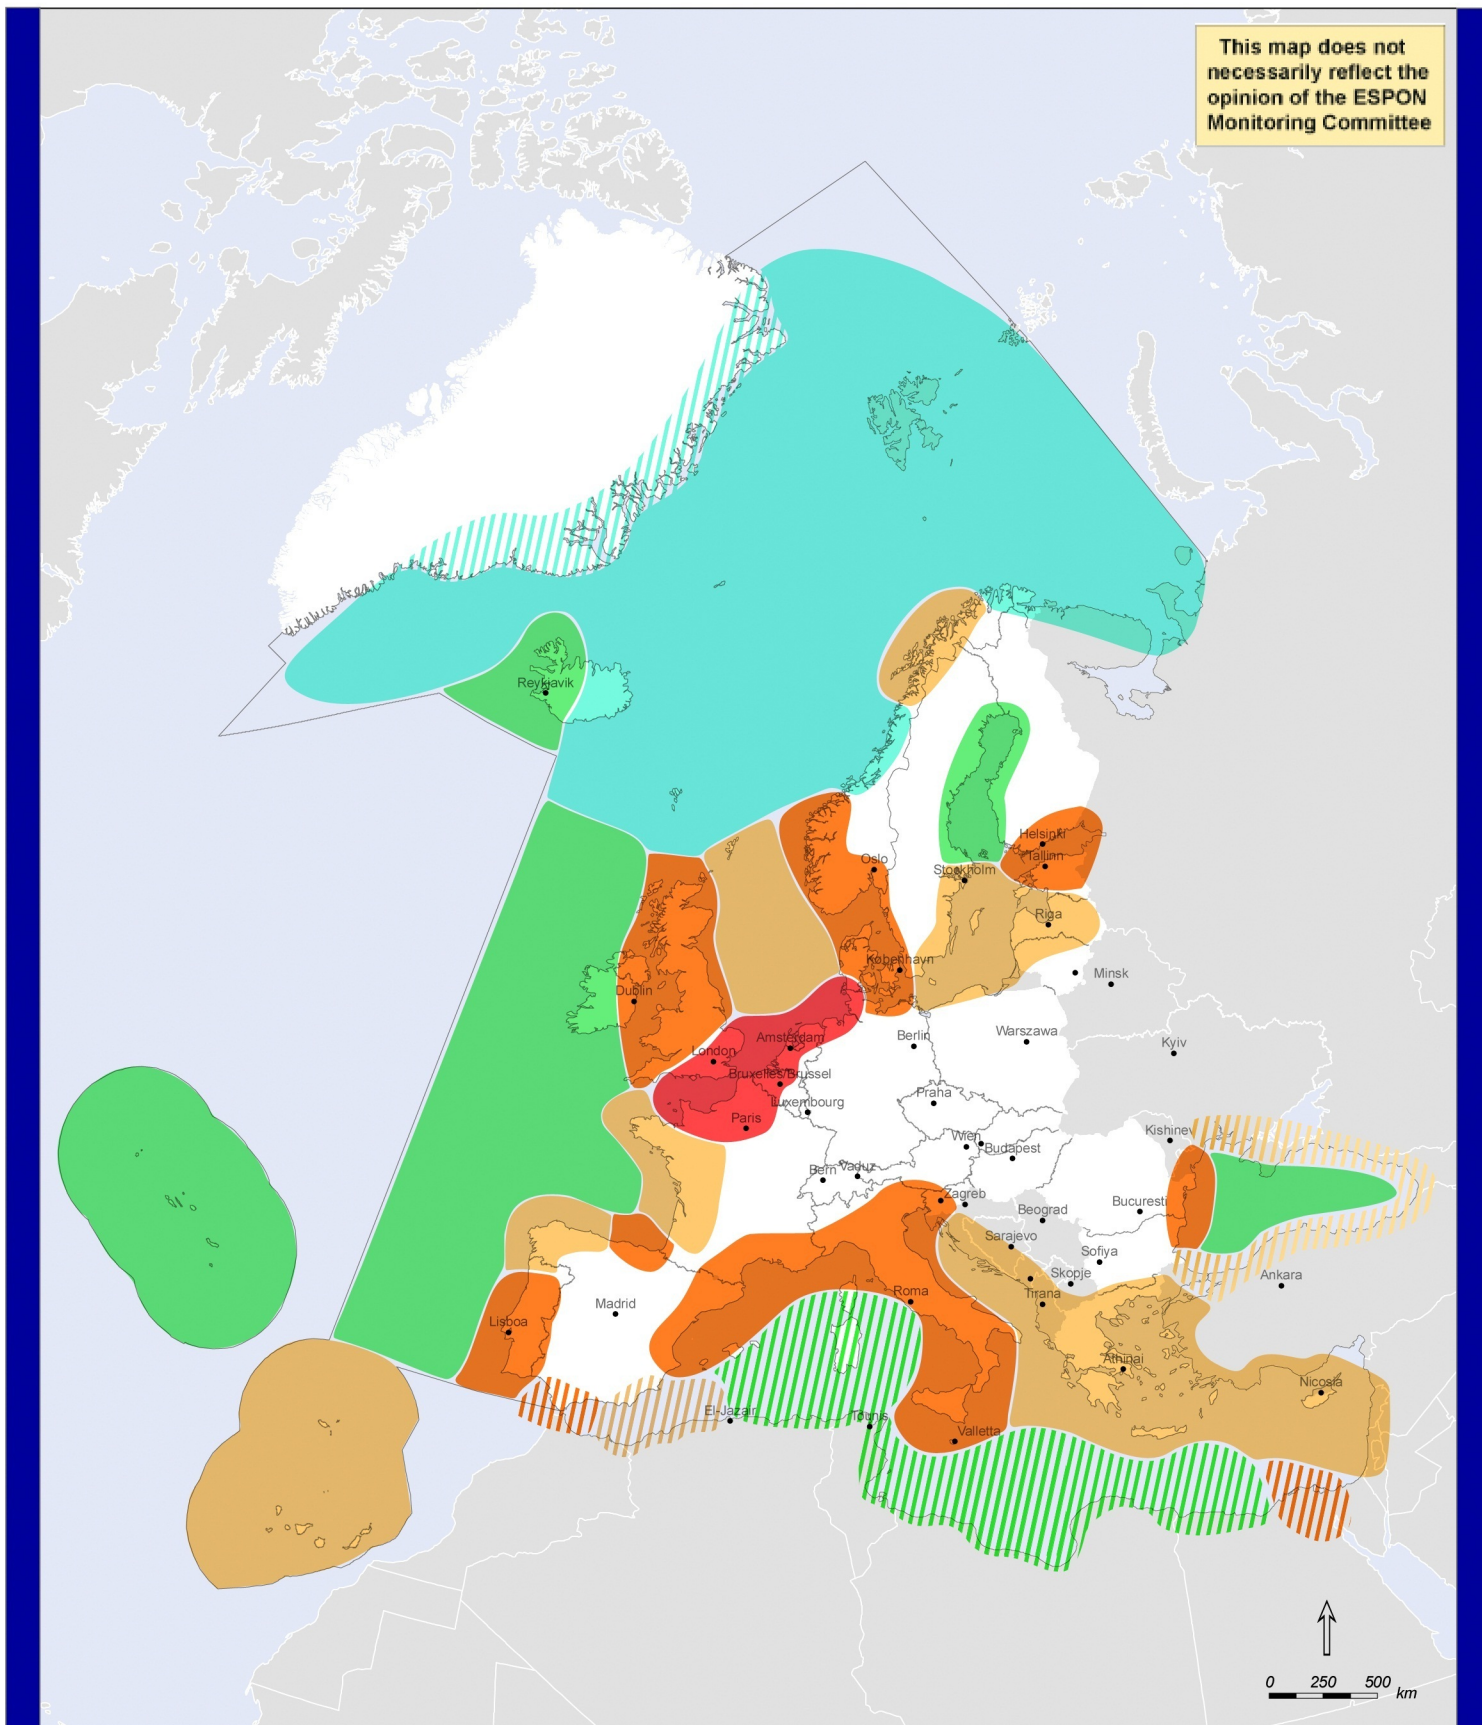 This map does not
necessarily reflect the
opinion of the ESPON
Monitoring Committee
Reykjavik
Helsinki
Tallinn
Oslo
Stockholm
Riga
København
Minsk
Dublin
Amsterdam
Berlin
Warszawa
London
Kyiv
Bruxelles/Brussel
Luxembourg
Praha
Paris
Kishinev
Wien
Budapest
Bern
Vaduz
Zagreb
Bucuresti
Beograd
Sarajevo
Sofiya
Skopje
Ankara
Roma
Tirana
Madrid
Lisboa
Athinai
Nicosia
El-Jazair
Tounis
Valletta
0 250 500
km